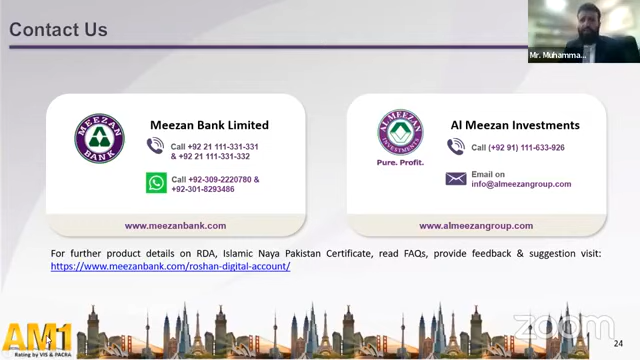 Contact Us
Mr. Muhamma...
MEEZAN BANK
Meezan Bank Limited
Call +92 21 111-331-331
& +92 21 111-331-332
Call +92-309-2220780 &
+92-301-8293486
www.meezanbank.com
AL MEEZAN INVESTMENTS
Pure. Profit.
Al Meezan Investments
Call (+92 91) 111-633-926
Email on
info@almeezangroup.com
www.almeezangroup.com
For further product details on RDA, Islamic Naya Pakistan Certificate, read FAQs, provide feedback & suggestion visit:
https://www.meezanbank.com/roshan-digital-account/
AM1
Rating by VIS & PACRA
zoom
24